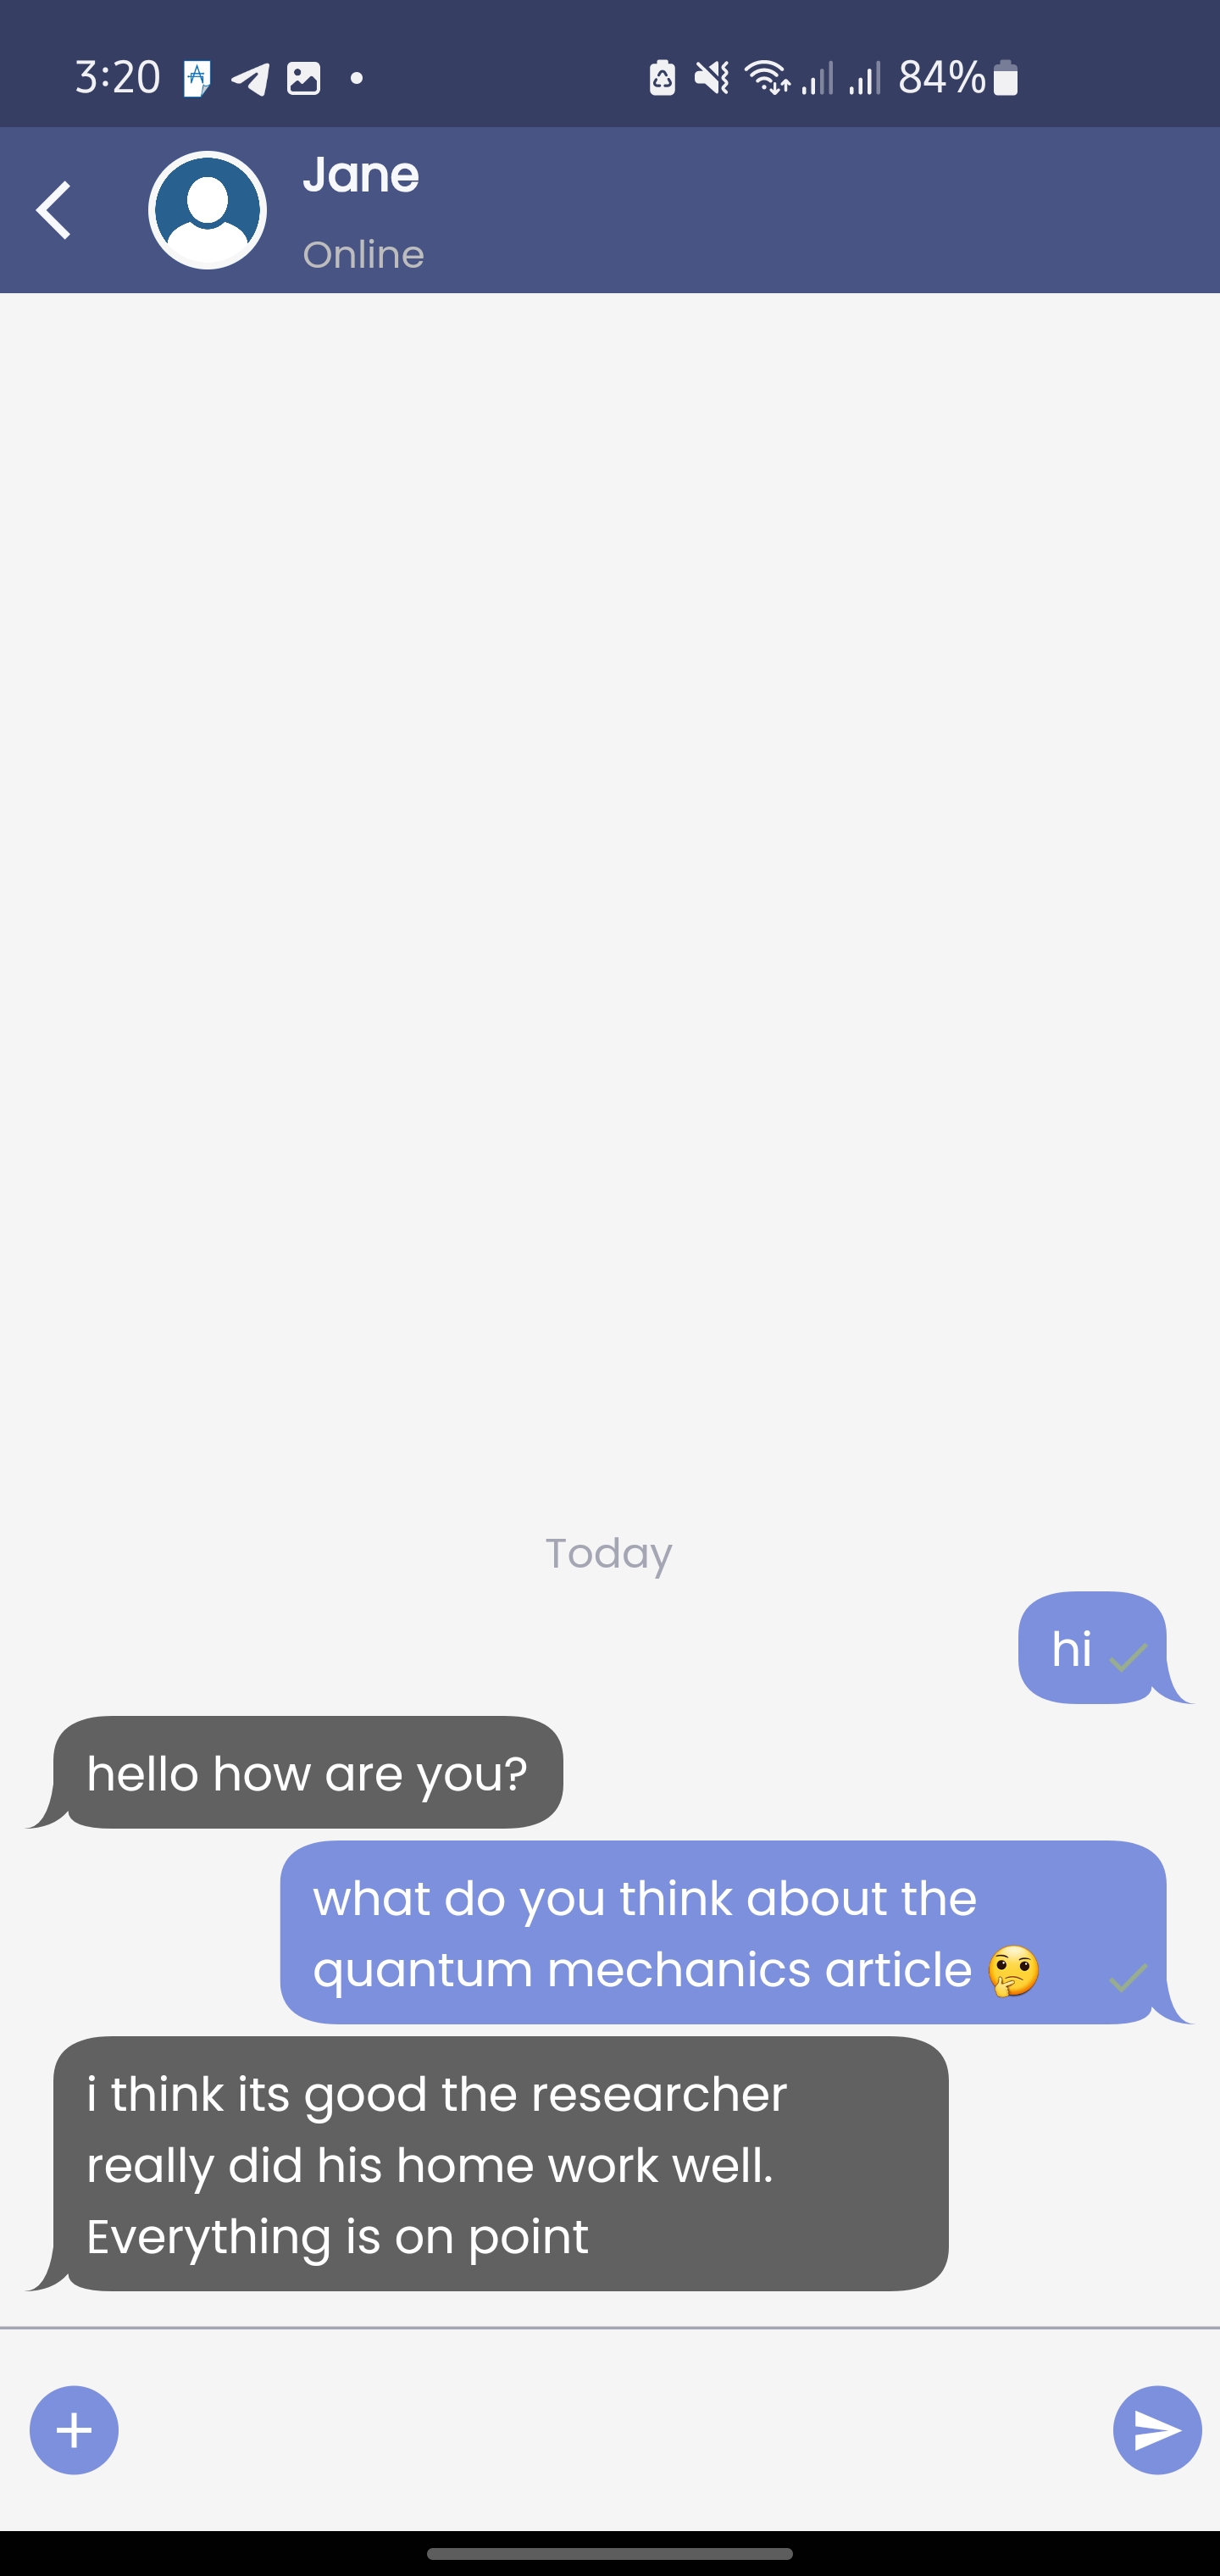 3:20 84%
Jane
Online
Today
hi
hello how are you?
what do you think about the
quantum mechanics article 🤔
i think its good the researcher
really did his home work well.
Everything is on point